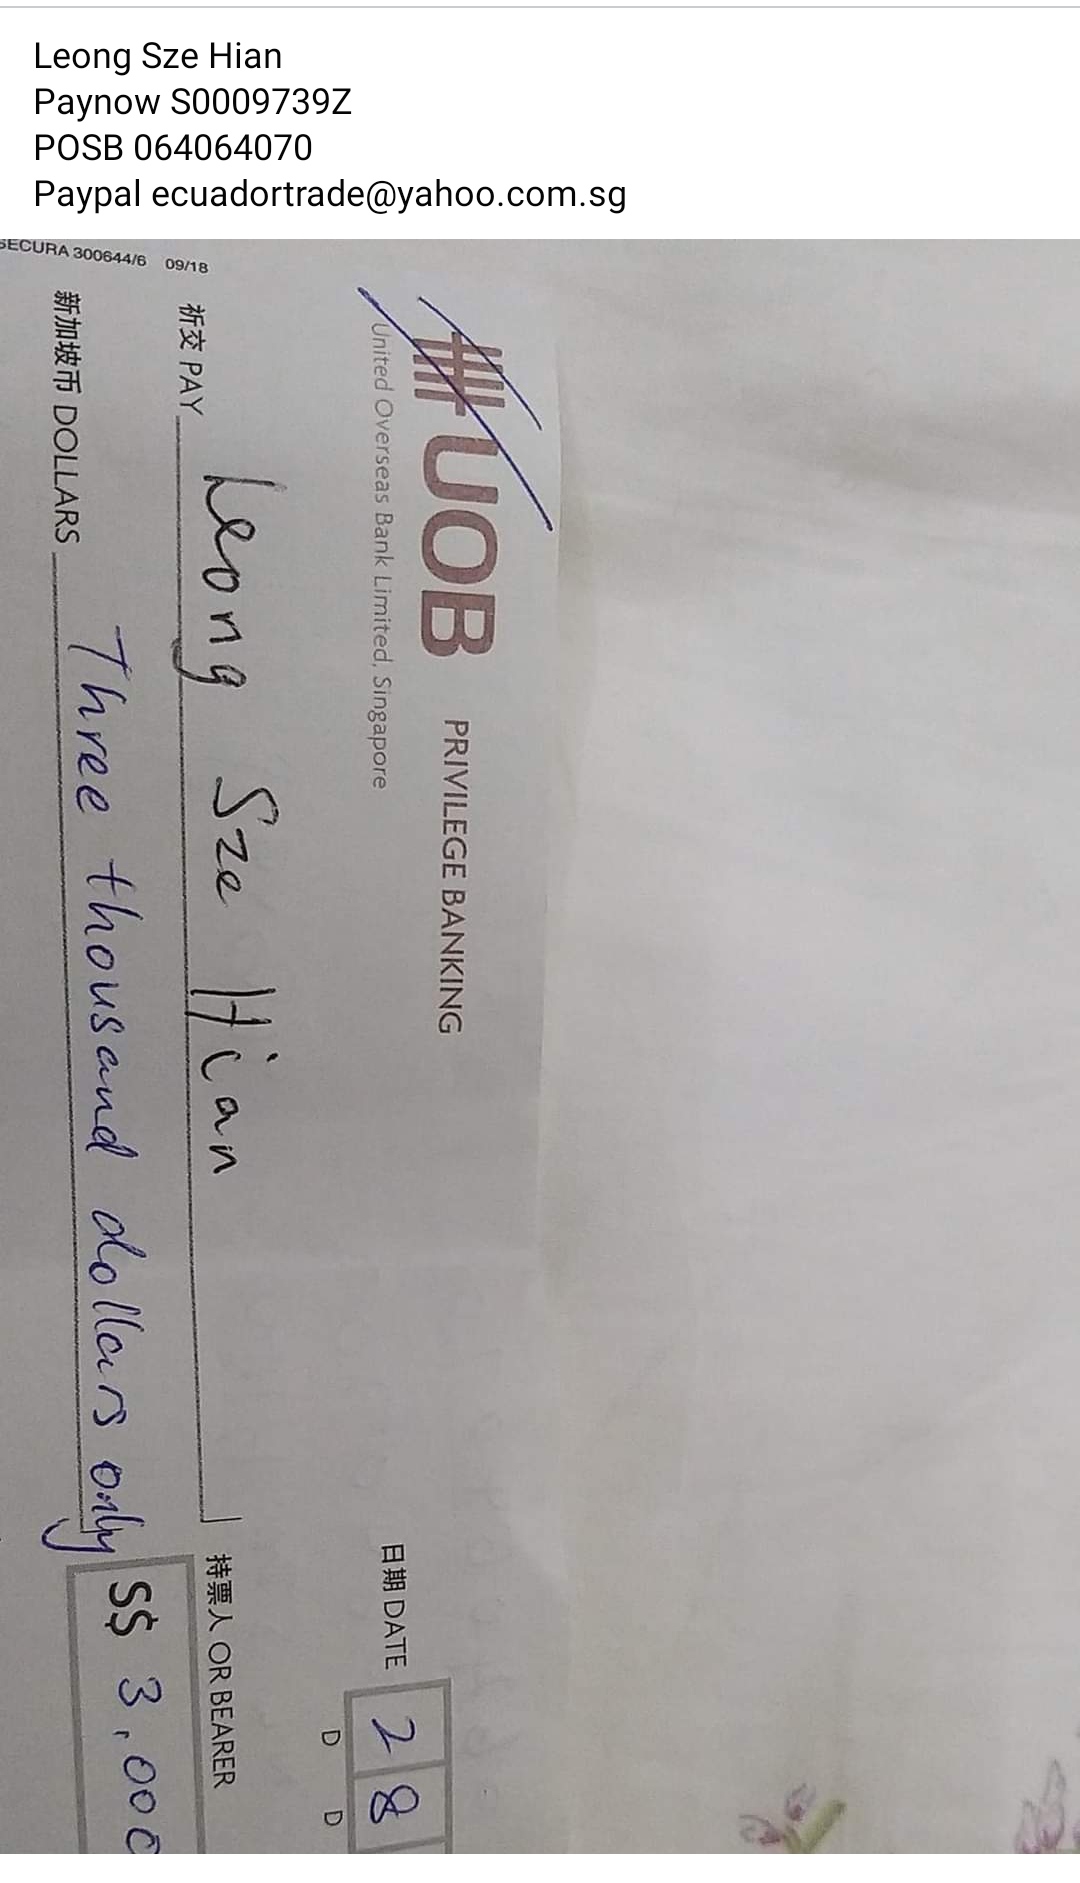 Leong Sze Hian
Paynow S0009739Z
POSB 064064070
Paypal ecuadortrade@yahoo.com.sg
UOB PRIVILEGE BANKING
United Overseas Bank Limited, Singapore
日期 DATE 2 8
D D
祈交 PAY Leong Sze Hian 持票人 OR BEARER
新加坡币 DOLLARS Three thousand dollars only S$ 3,000
SECURA 300644/6 09/18